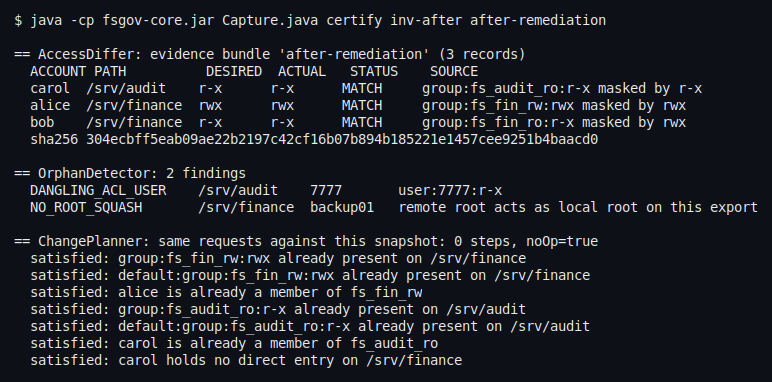 $ java -cp fsgov-core.jar Capture.java certify inv-after after-remediation
== AccessDiffer: evidence bundle 'after-remediation' (3 records)
ACCOUNT PATH DESIRED ACTUAL STATUS SOURCE
carol /srv/audit r-x r-x MATCH group:fs_audit_ro:r-x masked by r-x
alice /srv/finance rwx rwx MATCH group:fs_fin_rw:rwx masked by rwx
bob /srv/finance r-x r-x MATCH group:fs_fin_ro:r-x masked by rwx
sha256 304ecbff5eab09ae22b2197c42cf16b07b894b185221e1457cee9251b4baacd0
== OrphanDetector: 2 findings
DANGLING_ACL_USER /srv/audit 7777 user:7777:r-x
NO_ROOT_SQUASH /srv/finance backup01 remote root acts as local root on this export
== ChangePlanner: same requests against this snapshot: 0 steps, noOp=true
satisfied: group:fs_fin_rw:rwx already present on /srv/finance
satisfied: default:group:fs_fin_rw:rwx already present on /srv/finance
satisfied: alice is already a member of fs_fin_rw
satisfied: group:fs_audit_ro:r-x already present on /srv/audit
satisfied: default:group:fs_audit_ro:r-x already present on /srv/audit
satisfied: carol is already a member of fs_audit_ro
satisfied: carol holds no direct entry on /srv/finance